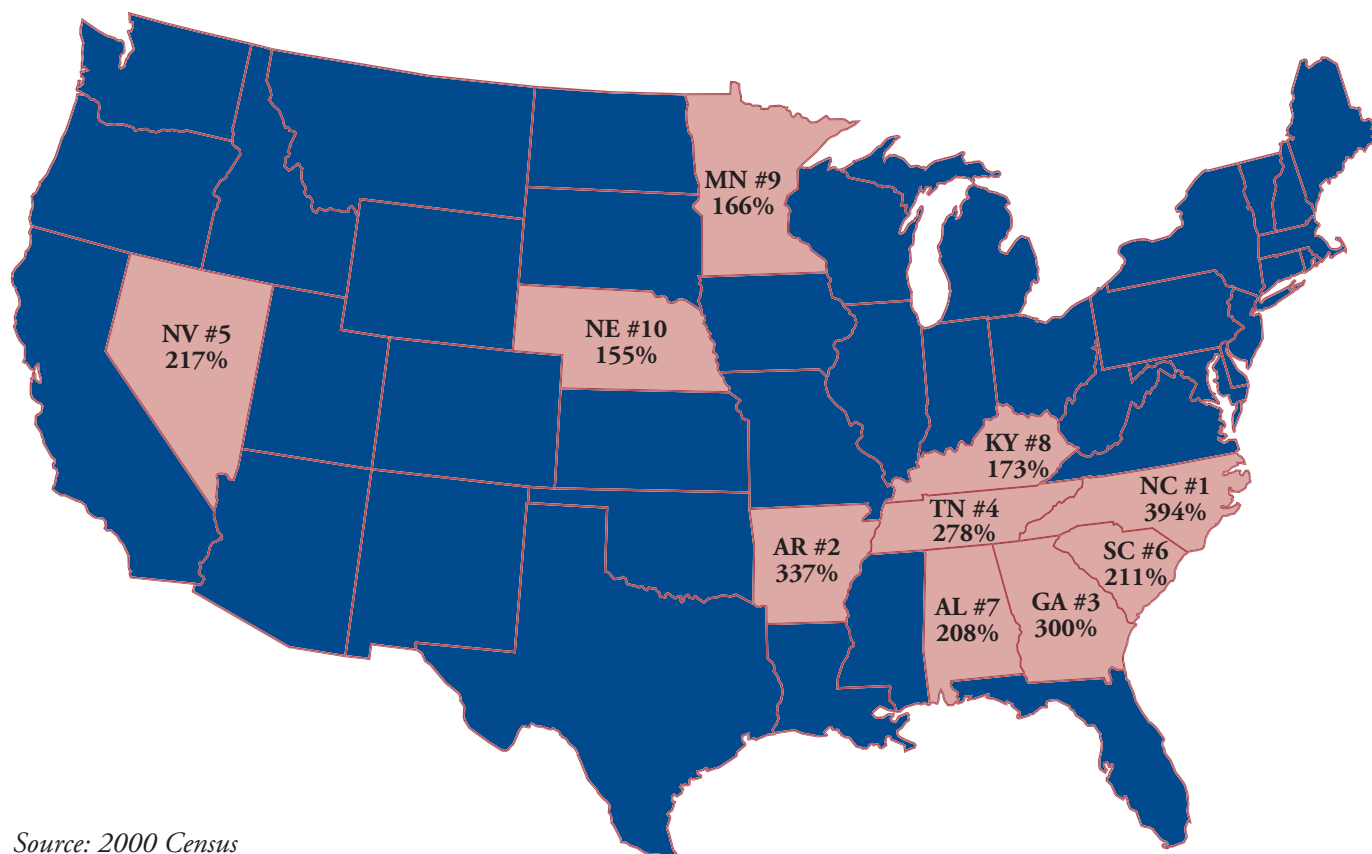 MN #9
166%
NV #5
217%
NE #10
155%
KY #8
173%
NC #1
394%
TN #4
278%
AR #2
337%
SC #6
211%
AL #7
208%
GA #3
300%
Source: 2000 Census